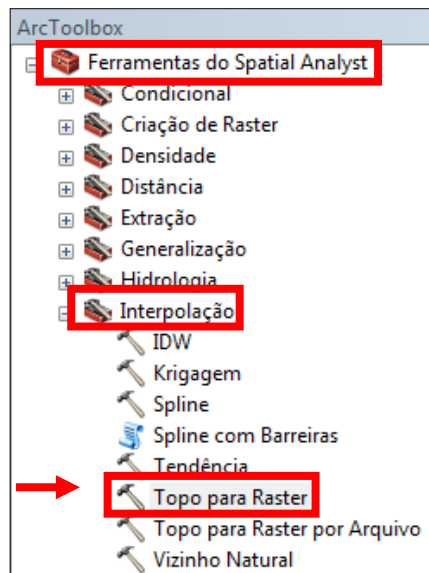 ArcToolbox
Ferramentas do Spatial Analyst
Condicional
Criação de Raster
Densidade
Distância
Extração
Generalização
Hidrologia
Interpolação
IDW
Krigagem
Spline
Spline com Barreiras
Tendência
Topo para Raster
Topo para Raster por Arquivo
Vizinho Natural